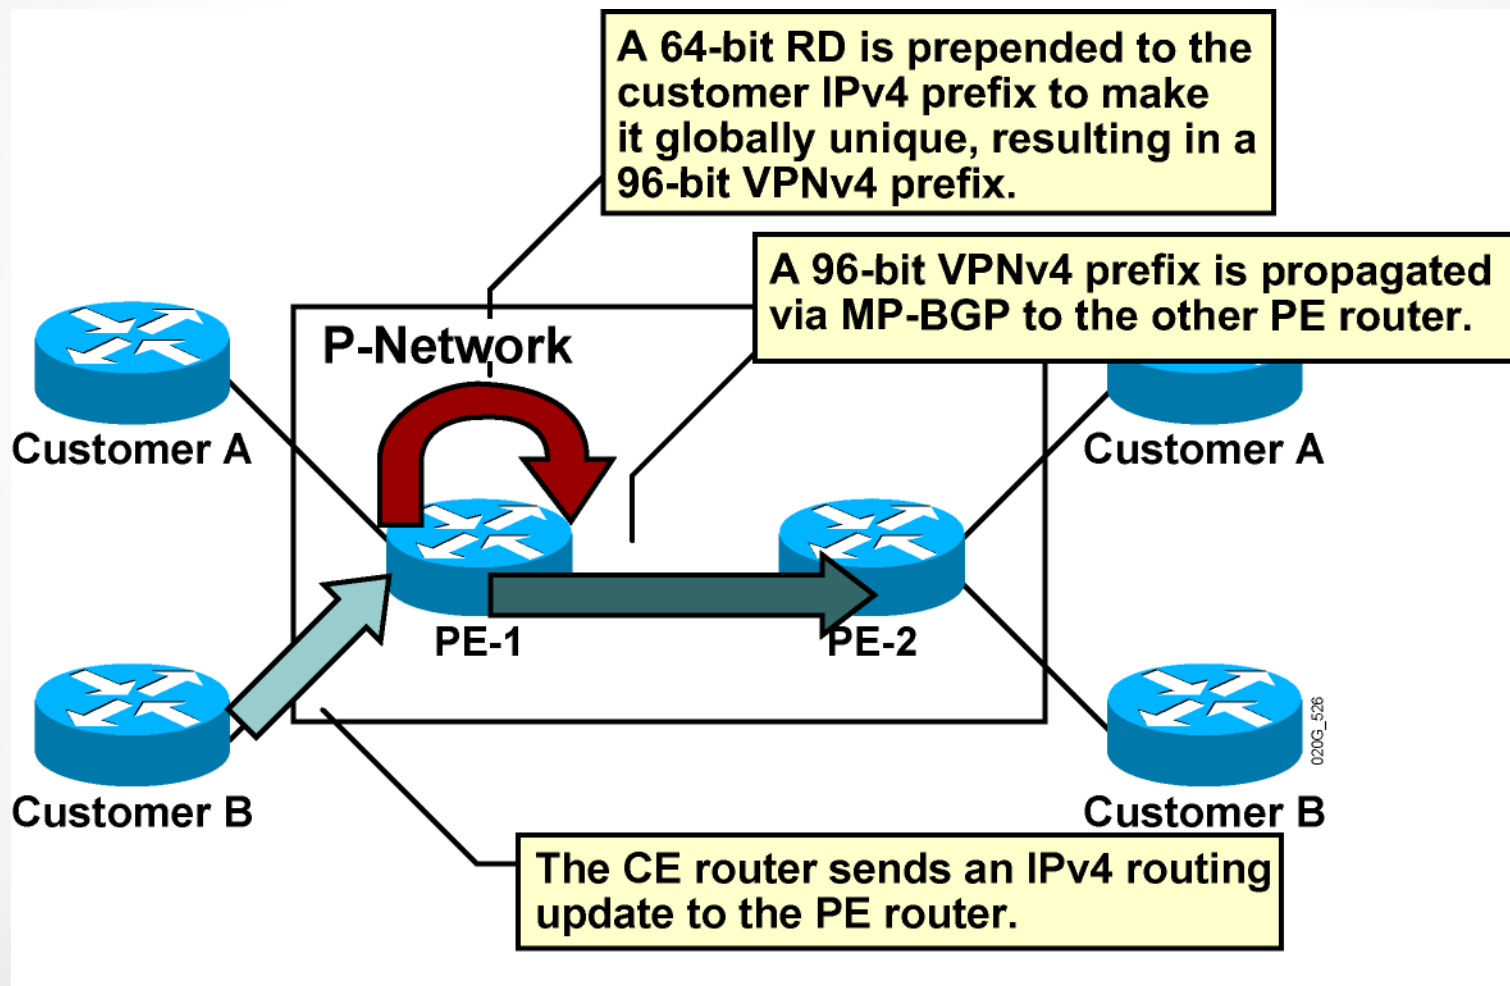 A 64-bit RD is prepended to the
customer IPv4 prefix to make
it globally unique, resulting in a
96-bit VPNv4 prefix.
A 96-bit VPNv4 prefix is propagated
via MP-BGP to the other PE router.
P-Network
Customer A
Customer A
PE-1
PE-2
020G_526
Customer B
Customer B
The CE router sends an IPv4 routing
update to the PE router.